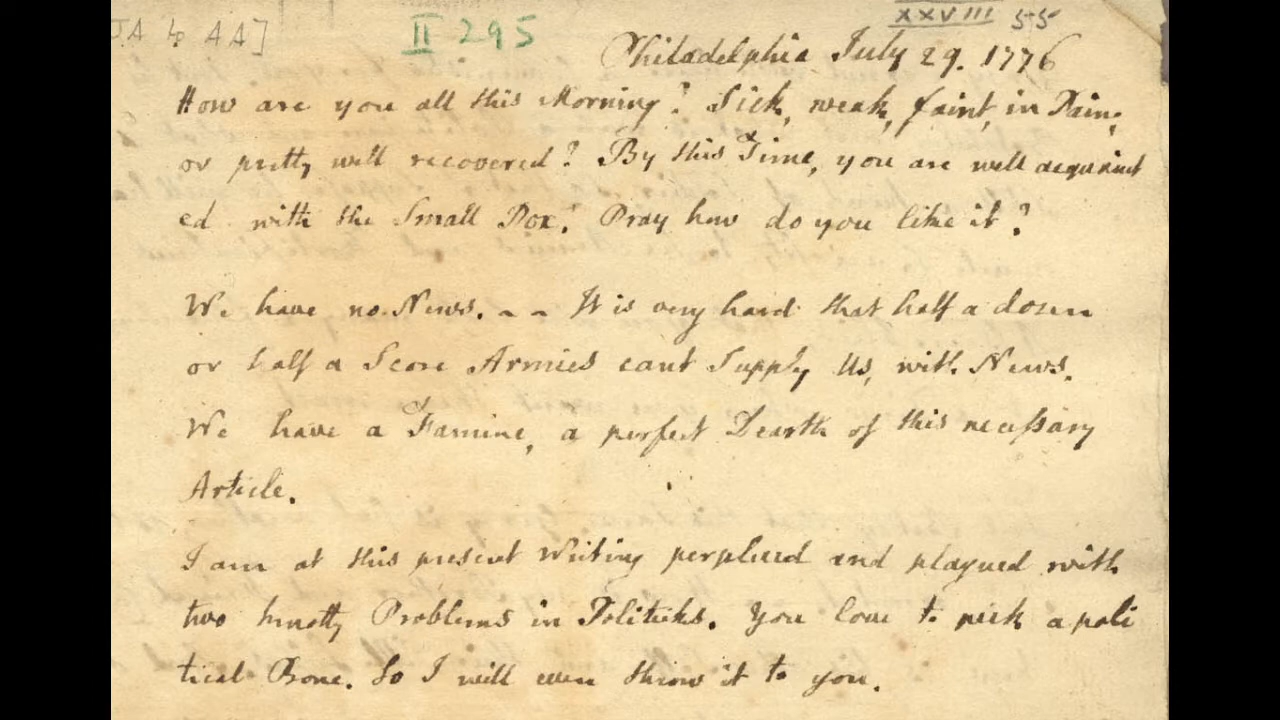 JA to AA]
II 295
XXVIII 55
Philadelphia July 29. 1776
How are you all this Morning? Sick, weak, faint, in Pain,
or pretty well recovered? By this Time, you are well acquaint
ed with the Small Pox. Pray how do you like it?
We have no News. ~ ~ It is very hard that half a dozen
or half a Score Armies cant Supply Us, with News.
We have a Famine, a perfect Dearth of this necessary
Article.
I am at this present Writing perplexed and plagued with
two knotty Problems in Politicks. You love to pick a poli
tical Bone. So I will even throw it to you.